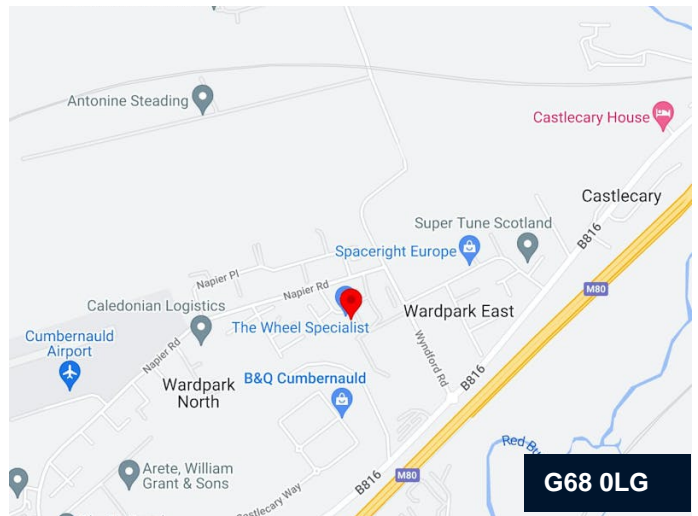 Antonine Steading
Castlecary House
Castlecary
Super Tune Scotland
B816
Spaceright Europe
M80
Napier Pl
Napier Rd
Caledonian Logistics
The Wheel Specialist
Wardpark East
Cumbernauld
Airport
Napier Rd
Wyndford Rd
Wardpark
North
B&Q Cumbernauld
B816
Red
Arete, William
Grant & Sons
M80
B816
Castlecary Way
G68 0LG